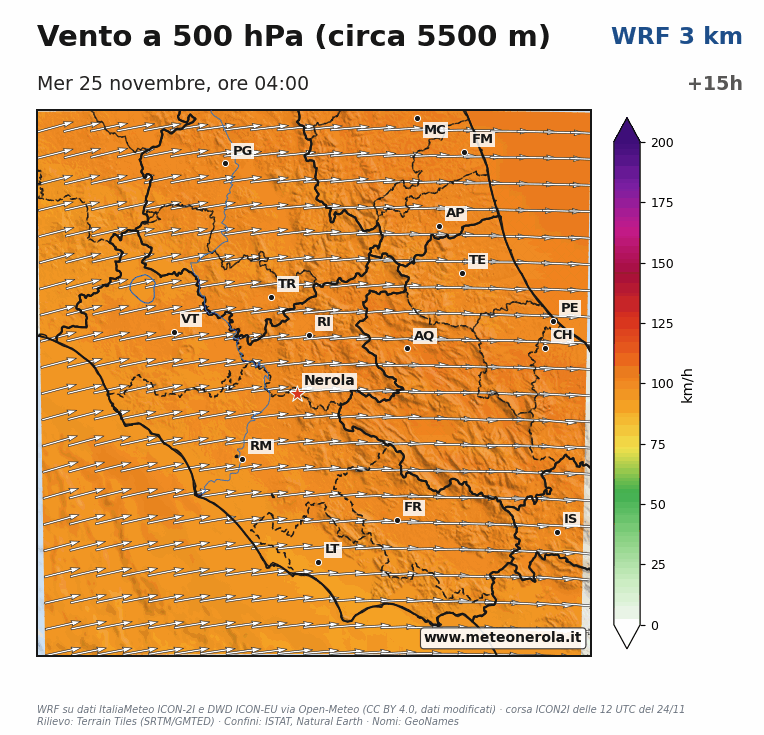 Vento a 500 hPa (circa 5500 m)
WRF 3 km
Mer 25 novembre, ore 04:00
+15h
MC
FM
PG
AP
TE
TR
PE
VT
RI
AQ
CH
Nerola
RM
FR
IS
LT
www.meteonerola.it
200
175
150
125
100
75
50
25
0
km/h
WRF su dati ItaliaMeteo ICON-2I e DWD ICON-EU via Open-Meteo (CC BY 4.0, dati modificati) · corsa ICON2I delle 12 UTC del 24/11
Rilievo: Terrain Tiles (SRTM/GMTED) · Confini: ISTAT, Natural Earth · Nomi: GeoNames